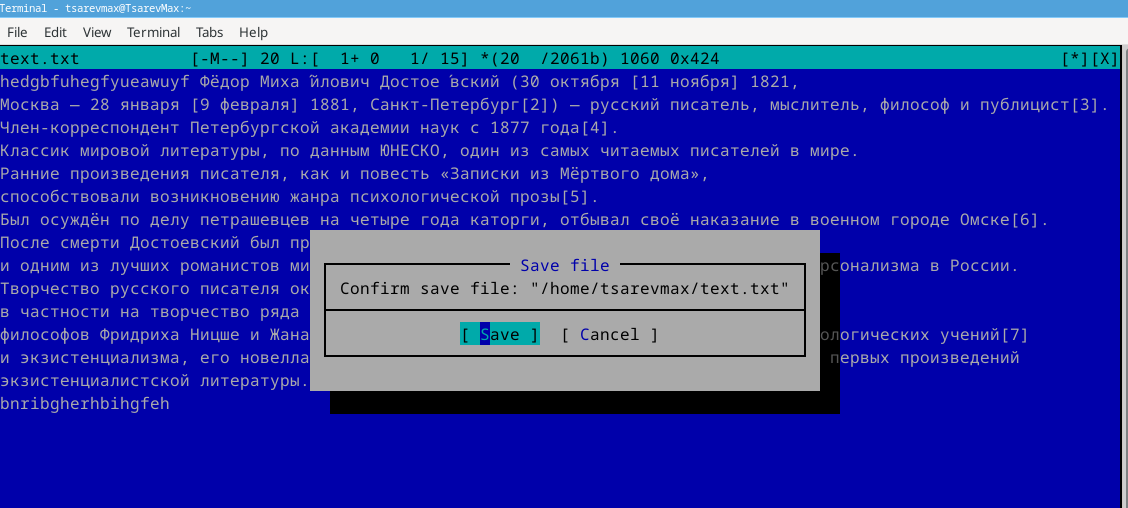 Terminal - tsarevmax@TsarevMax:~
File Edit View Terminal Tabs Help
text.txt [-M--] 20 L:[ 1+ 0 1/ 15] *(20 /2061b) 1060 0x424 [*][X]
hedgbfuhegfyueawuyf Фёдор Миха́йлович Достое́вский (30 октября [11 ноября] 1821,
Москва — 28 января [9 февраля] 1881, Санкт-Петербург[2]) — русский писатель, мыслитель, философ и публицист[3].
Член-корреспондент Петербургской академии наук с 1877 года[4].
Классик мировой литературы, по данным ЮНЕСКО, один из самых читаемых писателей в мире.
Ранние произведения писателя, как и повесть «Записки из Мёртвого дома»,
способствовали возникновению жанра психологической прозы[5].
Был осуждён по делу петрашевцев на четыре года каторги, отбывал своё наказание в военном городе Омске[6].
После смерти Достоевский был пр
и одним из лучших романистов ми рсонализма в России.
Творчество русского писателя ок
в частности на творчество ряда
философов Фридриха Ницше и Жана ологических учений[7]
и экзистенциализма, его новелла первых произведений
экзистенциалистской литературы.
bnribgherhbihgfeh
Save file
Confirm save file: "/home/tsarevmax/text.txt"
[ Save ] [ Cancel ]